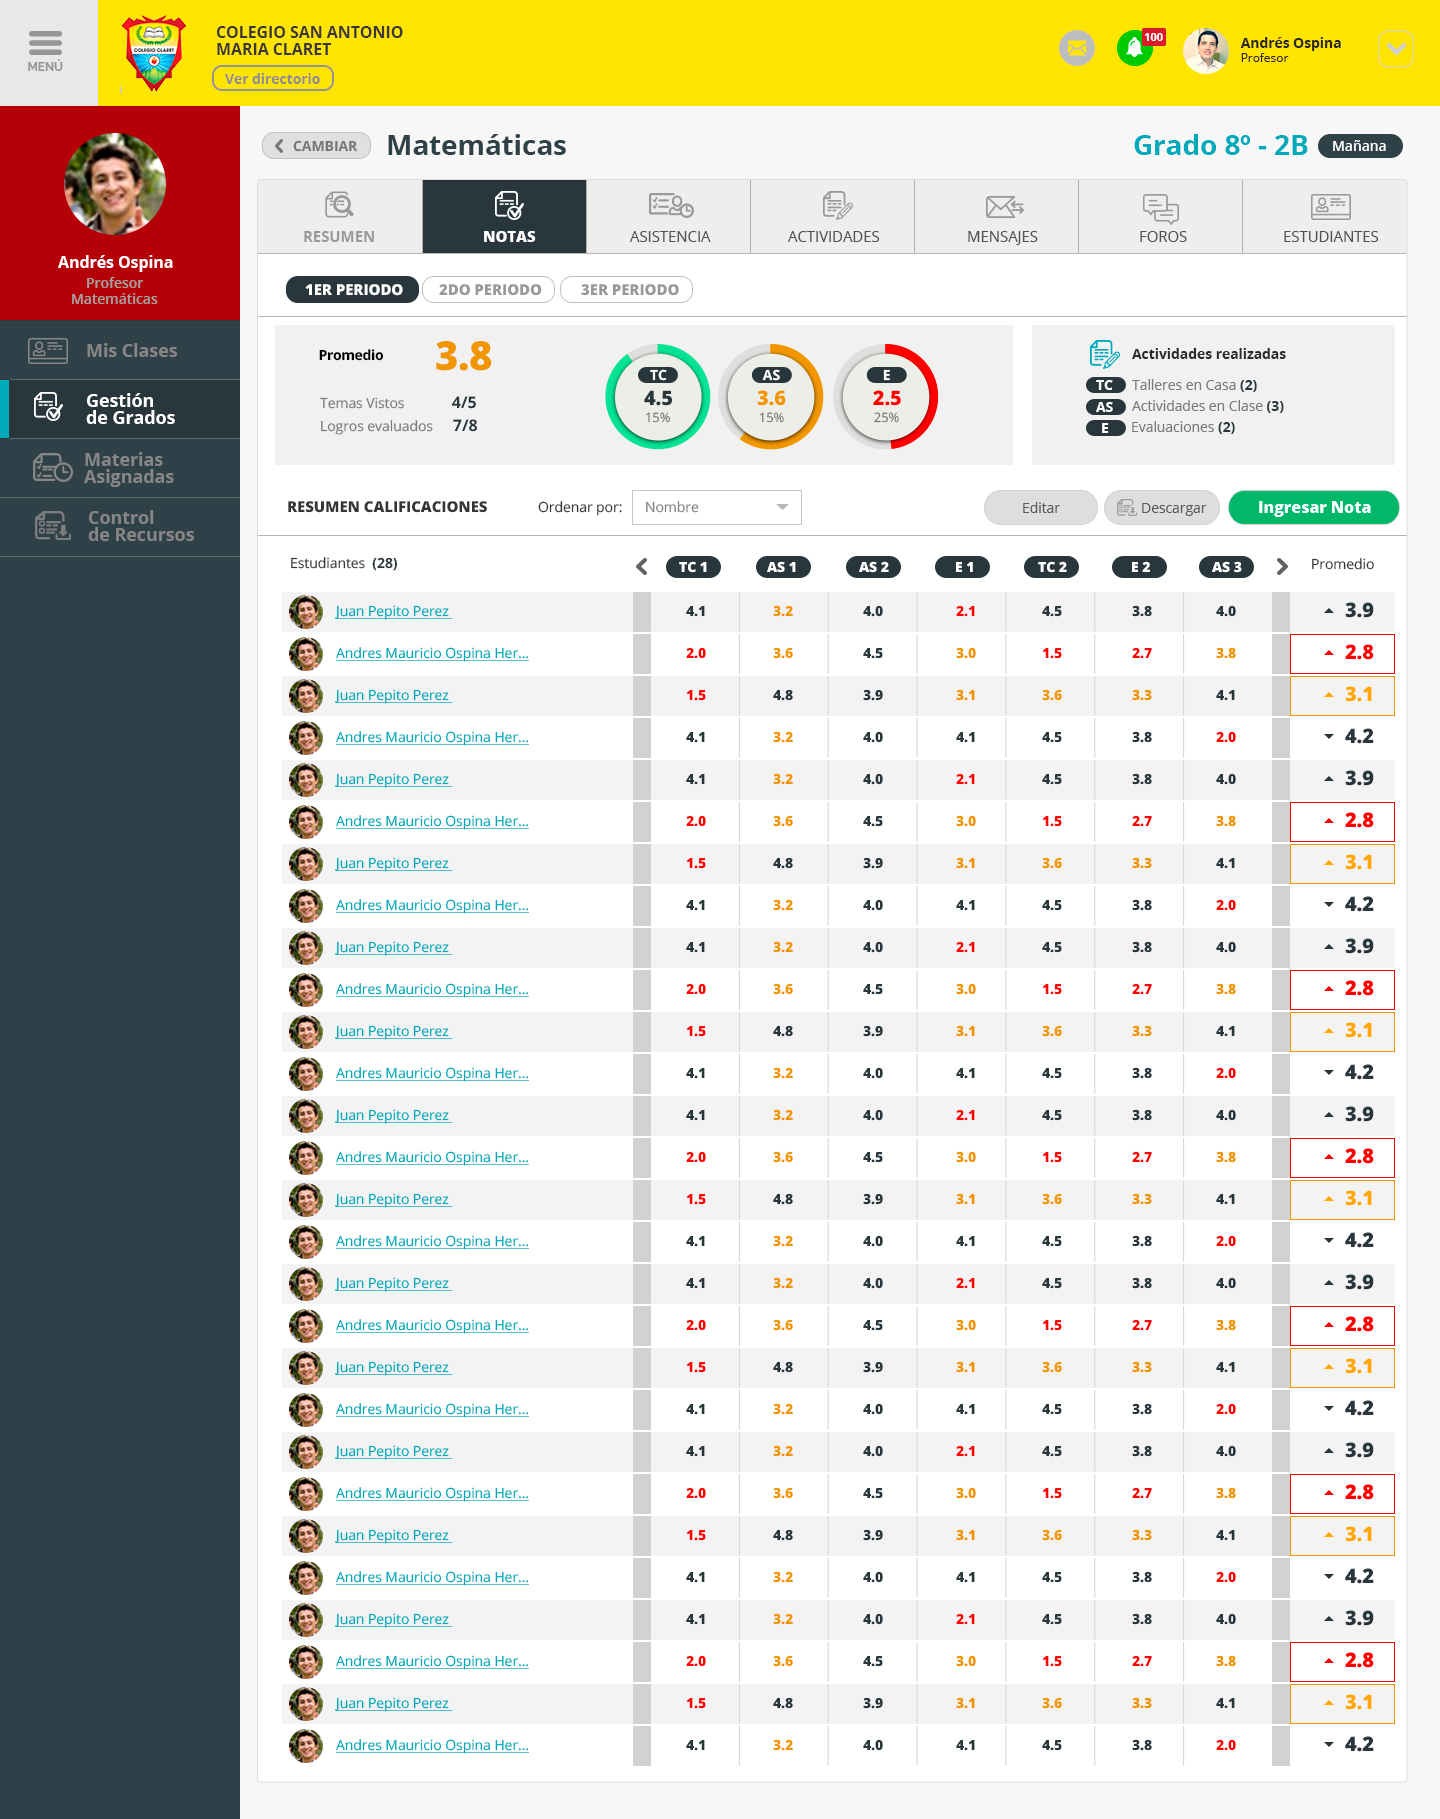 MENÚ
COLEGIO SAN ANTONIO
MARIA CLARET
Ver directorio
COLEGIO CLARET
100
Andrés Ospina
Profesor
Andrés Ospina
Profesor
Matemáticas
Mis Clases
Gestión
de Grados
Materias
Asignadas
Control
de Recursos
CAMBIAR Matemáticas Grado 8º - 2B Mañana
RESUMEN NOTAS ASISTENCIA ACTIVIDADES MENSAJES FOROS ESTUDIANTES
1ER PERIODO 2DO PERIODO 3ER PERIODO
Promedio 3.8
Temas Vistos 4/5
Logros evaluados 7/8
TC 4.5 15%
AS 3.6 15%
E 2.5 25%
Actividades realizadas
TC Talleres en Casa (2)
AS Actividades en Clase (3)
E Evaluaciones (2)
RESUMEN CALIFICACIONES Ordenar por: Nombre Editar Descargar Ingresar Nota
Estudiantes (28) TC 1 AS 1 AS 2 E 1 TC 2 E 2 AS 3 Promedio
Juan Pepito Perez 4.1 3.2 4.0 2.1 4.5 3.8 4.0 3.9
Andres Mauricio Ospina Her... 2.0 3.6 4.5 3.0 1.5 2.7 3.8 2.8
Juan Pepito Perez 1.5 4.8 3.9 3.1 3.6 3.3 4.1 3.1
Andres Mauricio Ospina Her... 4.1 3.2 4.0 4.1 4.5 3.8 2.0 4.2
Juan Pepito Perez 4.1 3.2 4.0 2.1 4.5 3.8 4.0 3.9
Andres Mauricio Ospina Her... 2.0 3.6 4.5 3.0 1.5 2.7 3.8 2.8
Juan Pepito Perez 1.5 4.8 3.9 3.1 3.6 3.3 4.1 3.1
Andres Mauricio Ospina Her... 4.1 3.2 4.0 4.1 4.5 3.8 2.0 4.2
Juan Pepito Perez 4.1 3.2 4.0 2.1 4.5 3.8 4.0 3.9
Andres Mauricio Ospina Her... 2.0 3.6 4.5 3.0 1.5 2.7 3.8 2.8
Juan Pepito Perez 1.5 4.8 3.9 3.1 3.6 3.3 4.1 3.1
Andres Mauricio Ospina Her... 4.1 3.2 4.0 4.1 4.5 3.8 2.0 4.2
Juan Pepito Perez 4.1 3.2 4.0 2.1 4.5 3.8 4.0 3.9
Andres Mauricio Ospina Her... 2.0 3.6 4.5 3.0 1.5 2.7 3.8 2.8
Juan Pepito Perez 1.5 4.8 3.9 3.1 3.6 3.3 4.1 3.1
Andres Mauricio Ospina Her... 4.1 3.2 4.0 4.1 4.5 3.8 2.0 4.2
Juan Pepito Perez 4.1 3.2 4.0 2.1 4.5 3.8 4.0 3.9
Andres Mauricio Ospina Her... 2.0 3.6 4.5 3.0 1.5 2.7 3.8 2.8
Juan Pepito Perez 1.5 4.8 3.9 3.1 3.6 3.3 4.1 3.1
Andres Mauricio Ospina Her... 4.1 3.2 4.0 4.1 4.5 3.8 2.0 4.2
Juan Pepito Perez 4.1 3.2 4.0 2.1 4.5 3.8 4.0 3.9
Andres Mauricio Ospina Her... 2.0 3.6 4.5 3.0 1.5 2.7 3.8 2.8
Juan Pepito Perez 1.5 4.8 3.9 3.1 3.6 3.3 4.1 3.1
Andres Mauricio Ospina Her... 4.1 3.2 4.0 4.1 4.5 3.8 2.0 4.2
Juan Pepito Perez 4.1 3.2 4.0 2.1 4.5 3.8 4.0 3.9
Andres Mauricio Ospina Her... 2.0 3.6 4.5 3.0 1.5 2.7 3.8 2.8
Juan Pepito Perez 1.5 4.8 3.9 3.1 3.6 3.3 4.1 3.1
Andres Mauricio Ospina Her... 4.1 3.2 4.0 4.1 4.5 3.8 2.0 4.2